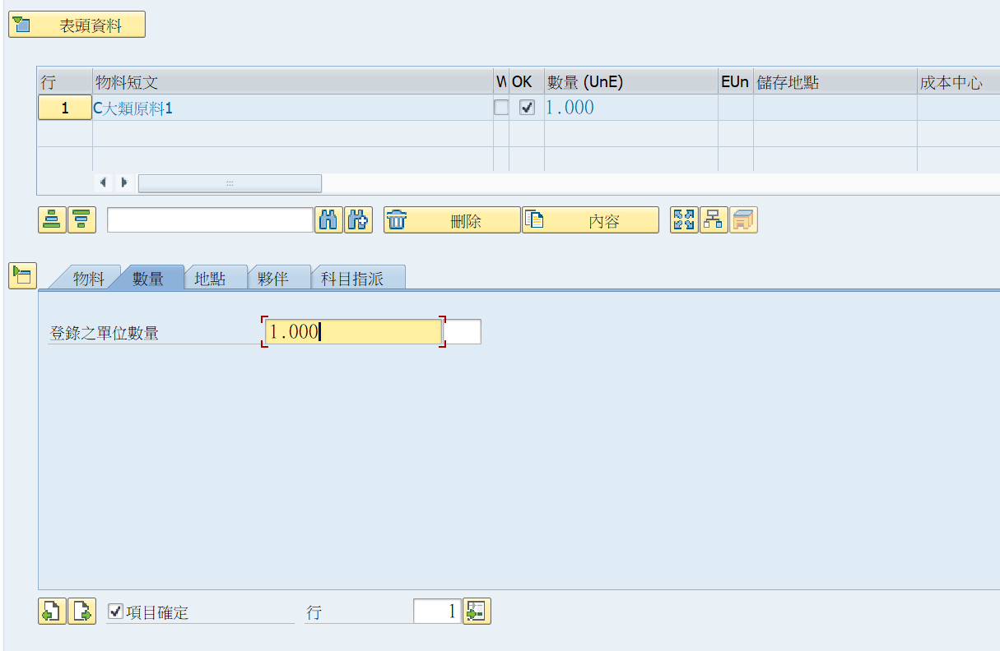 表頭資料
行 物料短文 W OK 數量 (UnE) EUn 儲存地點 成本中心
1 C大類原料1 1.000
刪除 內容
物料 數量 地點 夥伴 科目指派
登錄之單位數量 1.000
項目確定 行 1